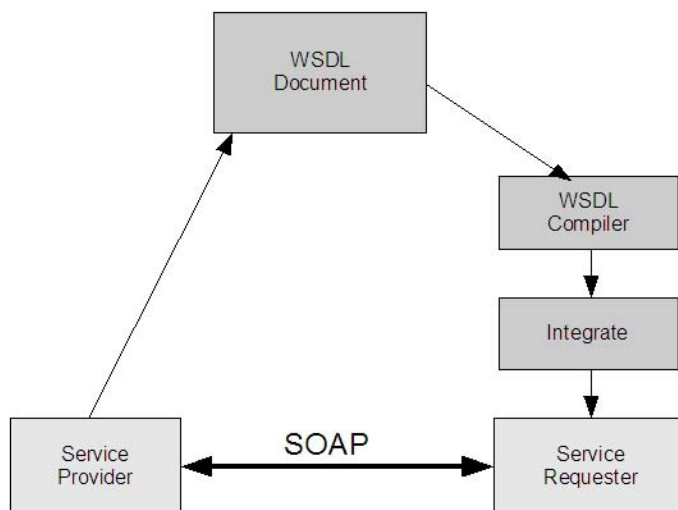 WSDL
Document
WSDL
Compiler
Integrate
SOAP
Service
Provider
Service
Requester